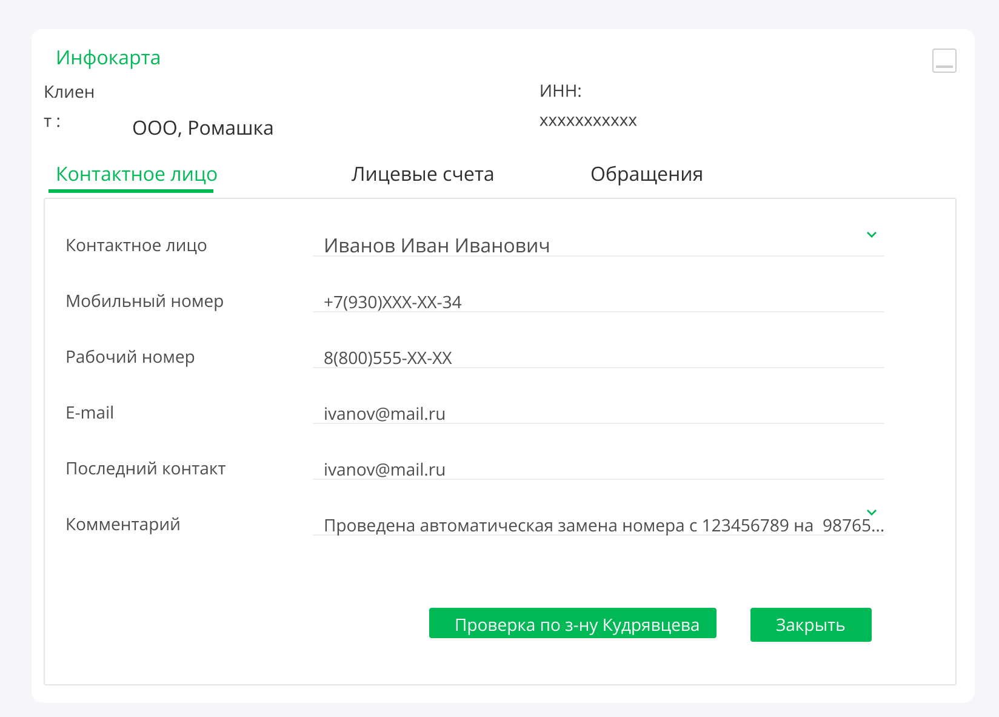 Инфокарта
Клиен
т :
ООО, Ромашка
ИНН:
xxxxxxxxxxx
Контактное лицо
Лицевые счета
Обращения
Контактное лицо
Иванов Иван Иванович
Мобильный номер
+7(930)XXX-XX-34
Рабочий номер
8(800)555-XX-XX
E-mail
ivanov@mail.ru
Последний контакт
ivanov@mail.ru
Комментарий
Проведена автоматическая замена номера с 123456789 на 98765...
Проверка по з-ну Кудрявцева
Закрыть